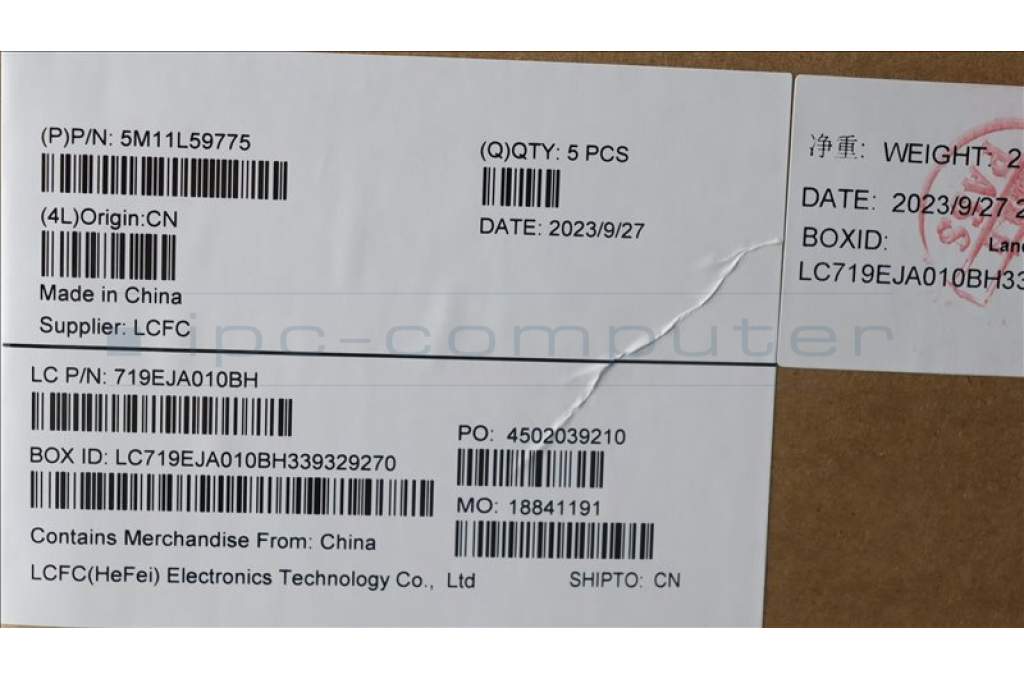 (P)P/N: 5M11L59775
(Q)QTY: 5 PCS
(4L)Origin:CN
DATE: 2023/9/27
Made in China
Supplier: LCFC
LC P/N: 719EJA010BH
PO: 4502039210
BOX ID: LC719EJA010BH339329270
MO: 18841191
Contains Merchandise From: China
LCFC(HeFei) Electronics Technology Co., Ltd
SHIPTO: CN
净重: WEIGHT: 2
DATE: 2023/9/27 2
BOXID:
LC719EJA010BH33
ipc-computer